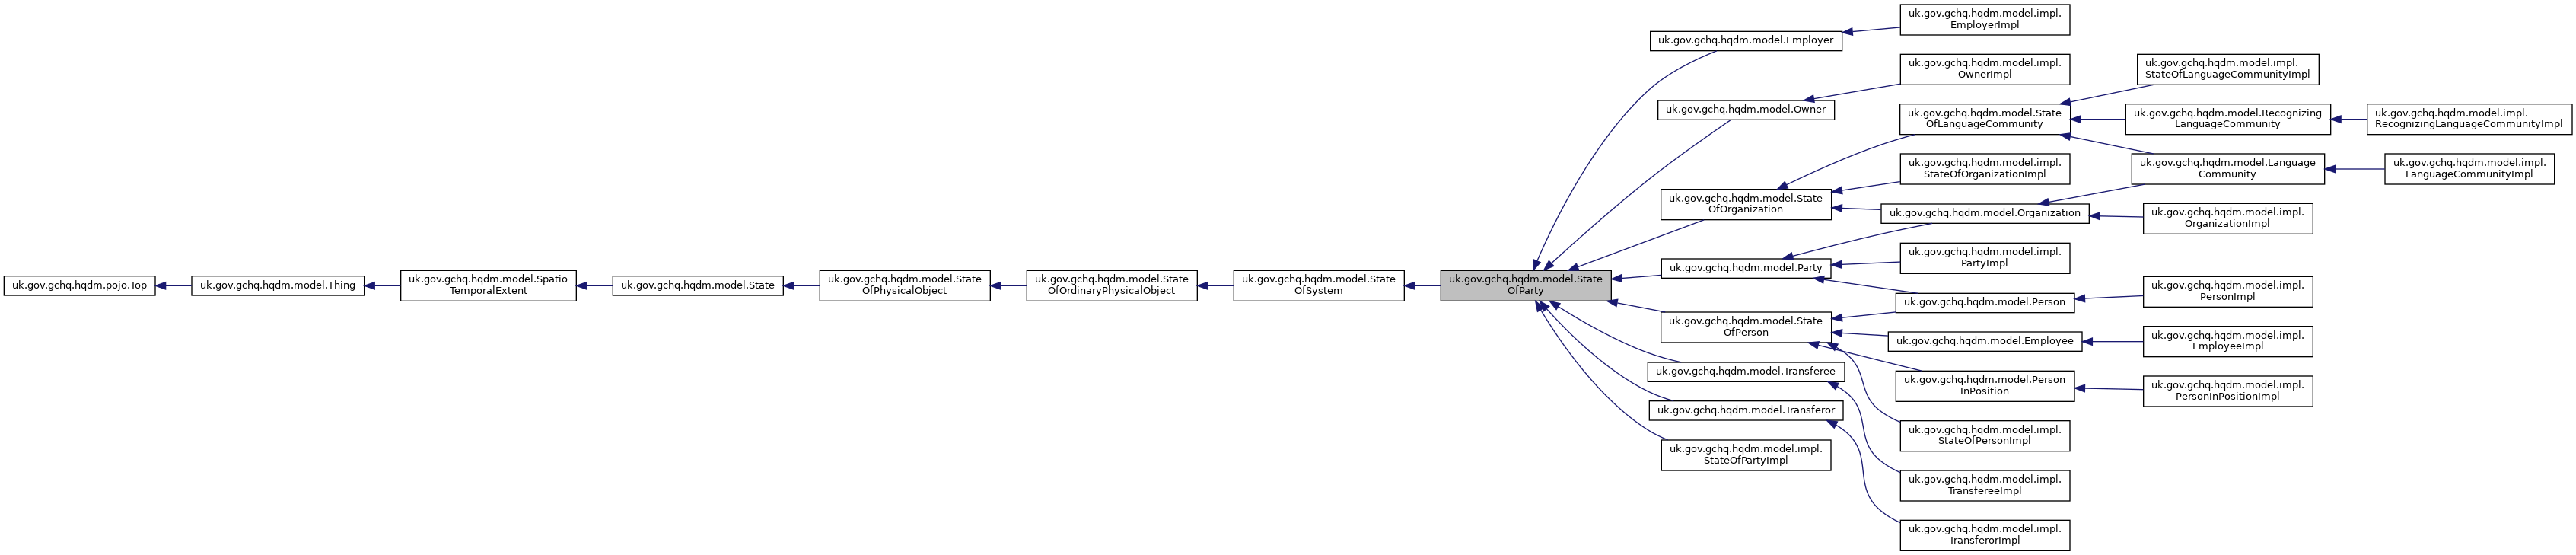 uk.gov.gchq.hqdm.pojo.Top
uk.gov.gchq.hqdm.model.Thing
uk.gov.gchq.hqdm.model.Spatio
TemporalExtent
uk.gov.gchq.hqdm.model.State
uk.gov.gchq.hqdm.model.State
OfPhysicalObject
uk.gov.gchq.hqdm.model.State
OfOrdinaryPhysicalObject
uk.gov.gchq.hqdm.model.State
OfSystem
uk.gov.gchq.hqdm.model.State
OfParty
uk.gov.gchq.hqdm.model.Employer
uk.gov.gchq.hqdm.model.Owner
uk.gov.gchq.hqdm.model.State
OfOrganization
uk.gov.gchq.hqdm.model.Party
uk.gov.gchq.hqdm.model.State
OfPerson
uk.gov.gchq.hqdm.model.Transferee
uk.gov.gchq.hqdm.model.Transferor
uk.gov.gchq.hqdm.model.impl.
StateOfPartyImpl
uk.gov.gchq.hqdm.model.impl.
EmployerImpl
uk.gov.gchq.hqdm.model.impl.
OwnerImpl
uk.gov.gchq.hqdm.model.State
OfLanguageCommunity
uk.gov.gchq.hqdm.model.impl.
StateOfOrganizationImpl
uk.gov.gchq.hqdm.model.Organization
uk.gov.gchq.hqdm.model.impl.
PartyImpl
uk.gov.gchq.hqdm.model.Person
uk.gov.gchq.hqdm.model.Employee
uk.gov.gchq.hqdm.model.Person
InPosition
uk.gov.gchq.hqdm.model.impl.
StateOfPersonImpl
uk.gov.gchq.hqdm.model.impl.
TransfereeImpl
uk.gov.gchq.hqdm.model.impl.
TransferorImpl
uk.gov.gchq.hqdm.model.impl.
StateOfLanguageCommunityImpl
uk.gov.gchq.hqdm.model.Recognizing
LanguageCommunity
uk.gov.gchq.hqdm.model.Language
Community
uk.gov.gchq.hqdm.model.impl.
OrganizationImpl
uk.gov.gchq.hqdm.model.impl.
PersonImpl
uk.gov.gchq.hqdm.model.impl.
EmployeeImpl
uk.gov.gchq.hqdm.model.impl.
PersonInPositionImpl
uk.gov.gchq.hqdm.model.impl.
RecognizingLanguageCommunityImpl
uk.gov.gchq.hqdm.model.impl.
LanguageCommunityImpl